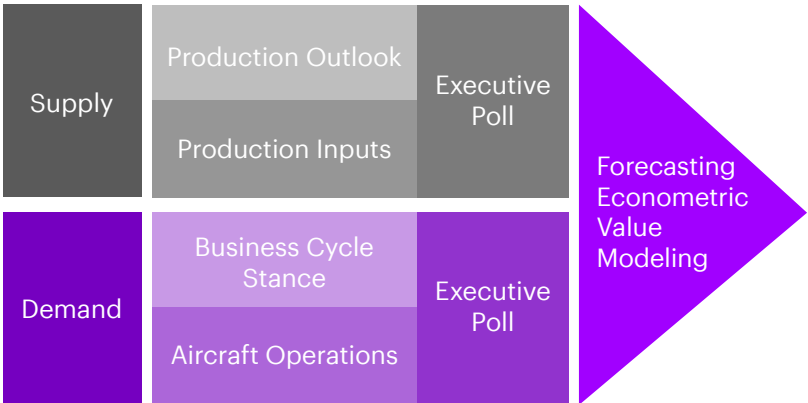 Supply
Production Outlook
Production Inputs
Executive
Poll
Demand
Business Cycle
Stance
Aircraft Operations
Executive
Poll
Forecasting
Econometric
Value
Modeling